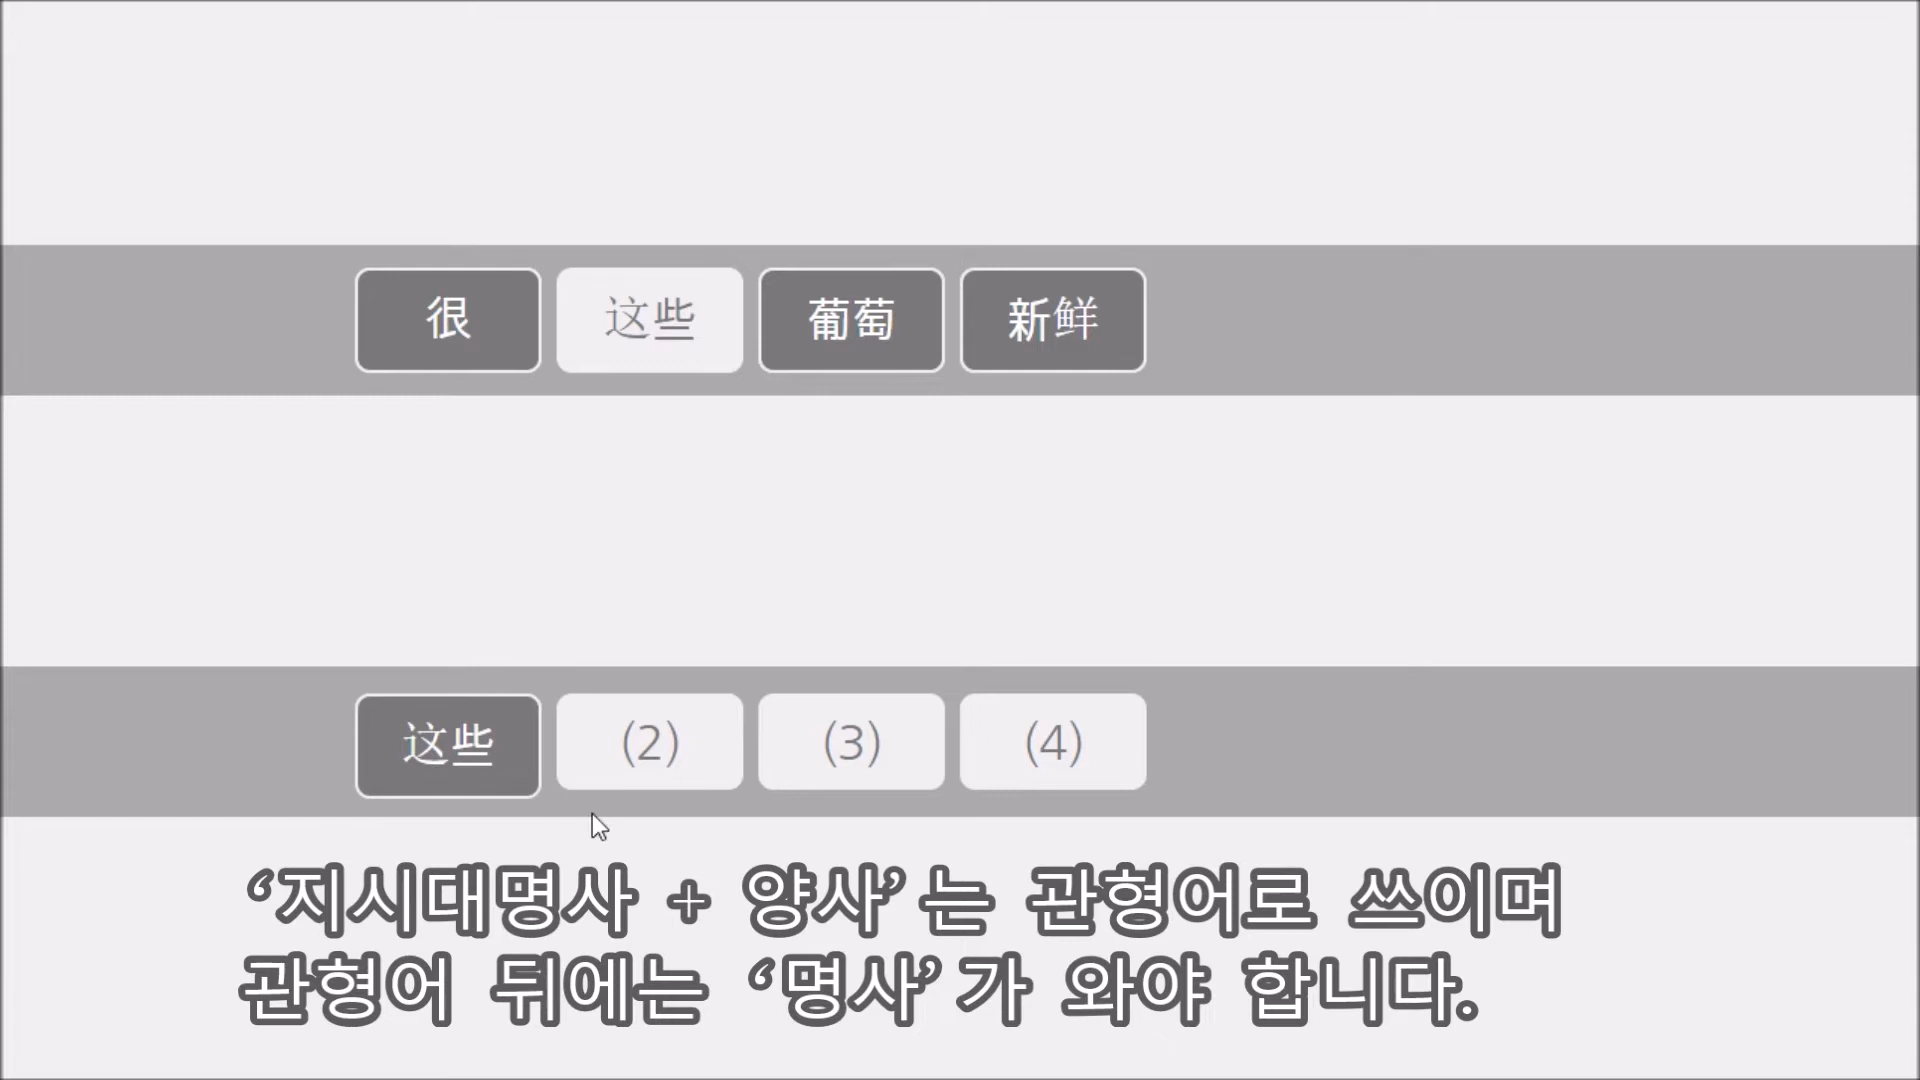 很 这些 葡萄 新鲜
这些 (2) (3) (4)
‘지시대명사 + 양사’는 관형어로 쓰이며
관형어 뒤에는 ‘명사’가 와야 합니다.